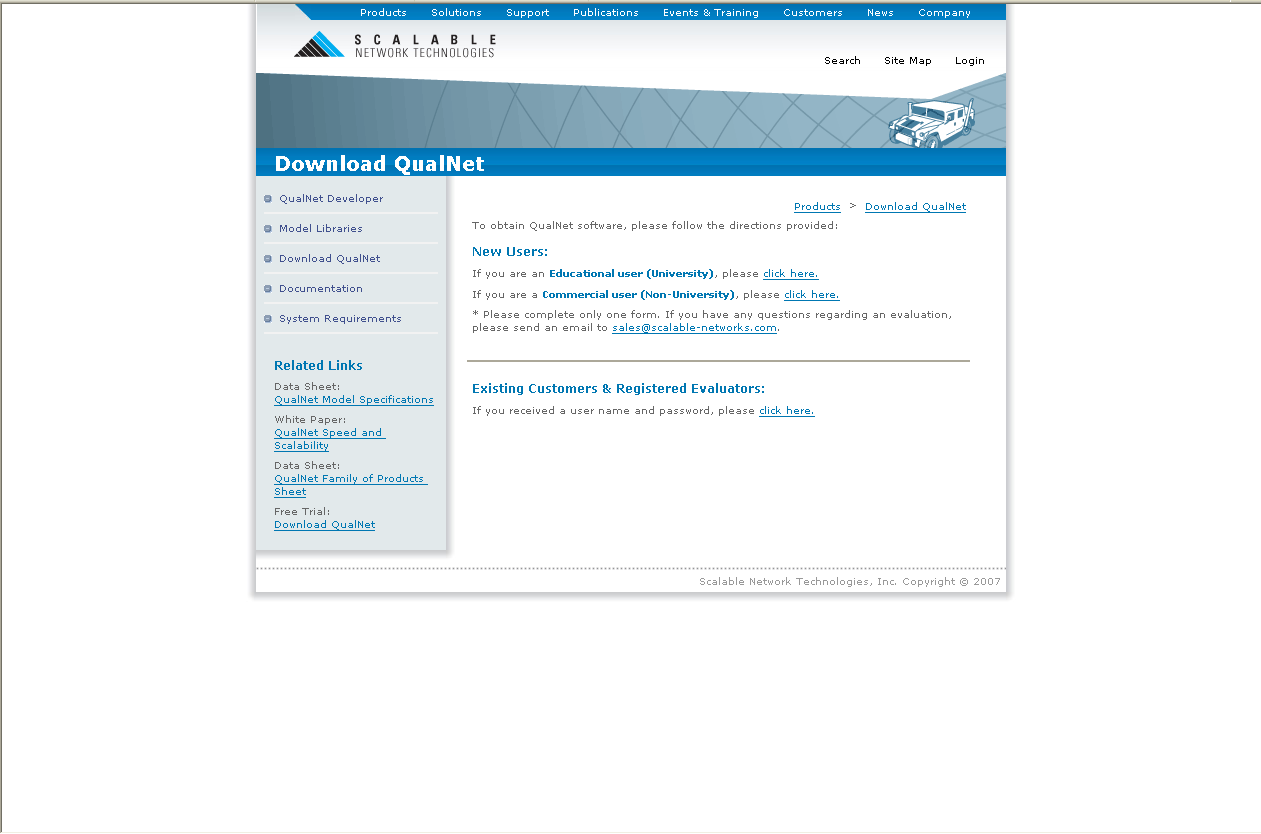 Products Solutions Support Publications Events & Training Customers News Company
SCALABLE
NETWORK TECHNOLOGIES
Search Site Map Login
Download QualNet
QualNet Developer
Model Libraries
Download QualNet
Documentation
System Requirements
Related Links
Data Sheet:
QualNet Model Specifications
White Paper:
QualNet Speed and
Scalability
Data Sheet:
QualNet Family of Products
Sheet
Free Trial:
Download QualNet
Products > Download QualNet
To obtain QualNet software, please follow the directions provided:
New Users:
If you are an Educational user (University), please click here.
If you are a Commercial user (Non-University), please click here.
* Please complete only one form. If you have any questions regarding an evaluation,
please send an email to sales@scalable-networks.com.
Existing Customers & Registered Evaluators:
If you received a user name and password, please click here.
Scalable Network Technologies, Inc. Copyright © 2007